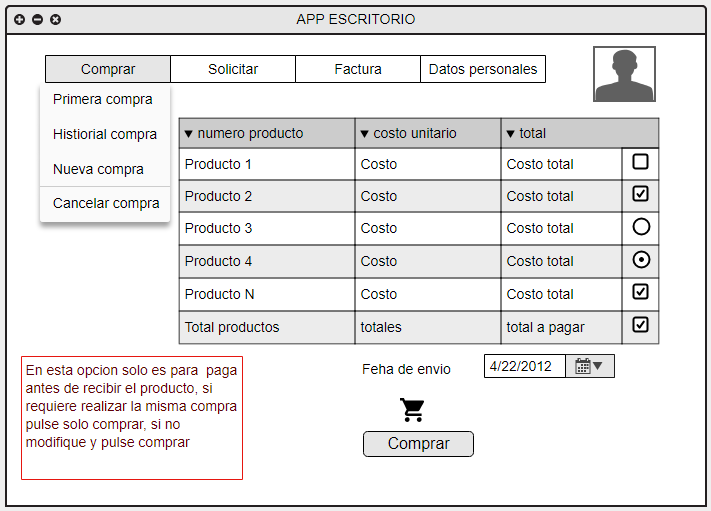 APP ESCRITORIO
Comprar Solicitar Factura Datos personales
Primera compra
Histiorial compra
Nueva compra
Cancelar compra
numero producto costo unitario total
Producto 1 Costo Costo total
Producto 2 Costo Costo total
Producto 3 Costo Costo total
Producto 4 Costo Costo total
Producto N Costo Costo total
Total productos totales total a pagar
En esta opcion solo es para paga
antes de recibir el producto, si
requiere realizar la misma compra
pulse solo comprar, si no
modifique y pulse comprar
Feha de envio 4/22/2012
Comprar